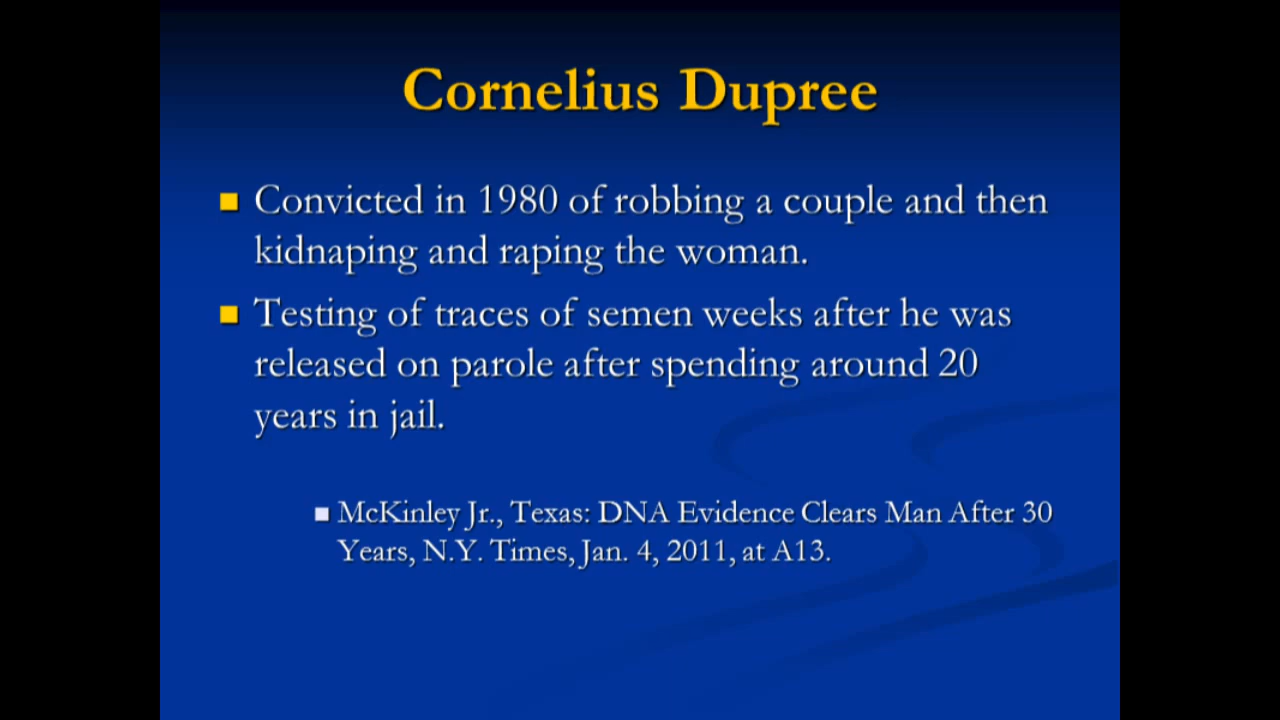 Cornelius Dupree
Convicted in 1980 of robbing a couple and then
kidnaping and raping the woman.
Testing of traces of semen weeks after he was
released on parole after spending around 20
years in jail.
McKinley Jr., Texas: DNA Evidence Clears Man After 30
Years, N.Y. Times, Jan. 4, 2011, at A13.